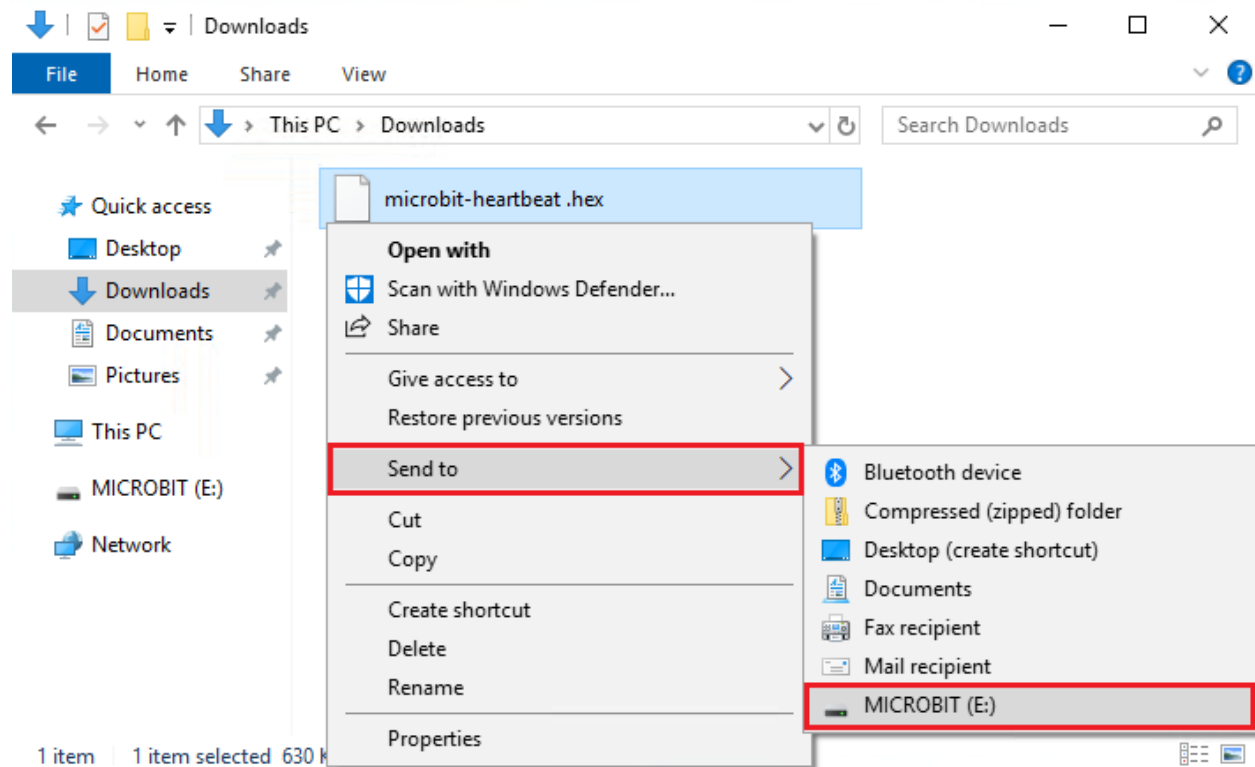 Downloads
File Home Share View
This PC Downloads Search Downloads
Quick access
Desktop
Downloads
Documents
Pictures
This PC
MICROBIT (E:)
Network
microbit-heartbeat .hex
Open with
Scan with Windows Defender...
Share
Give access to
Restore previous versions
Send to
Cut
Copy
Create shortcut
Delete
Rename
Properties
Bluetooth device
Compressed (zipped) folder
Desktop (create shortcut)
Documents
Fax recipient
Mail recipient
MICROBIT (E:)
1 item 1 item selected 630 K